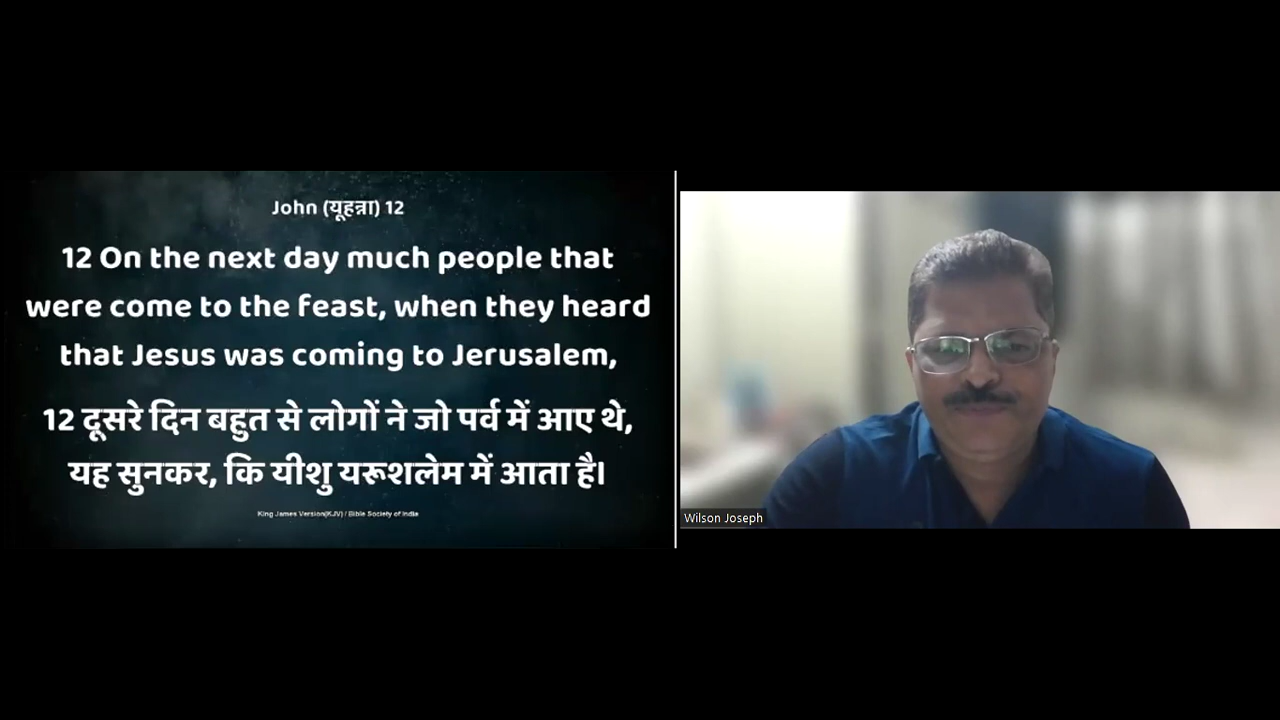 John (यूहन्ना) 12
12 On the next day much people that
were come to the feast, when they heard
that Jesus was coming to Jerusalem,
12 दूसरे दिन बहुत से लोगों ने जो पर्व में आए थे,
यह सुनकर, कि यीशु यरूशलेम में आता है।
King James Version(KJV) / Bible Society of India
Wilson Joseph